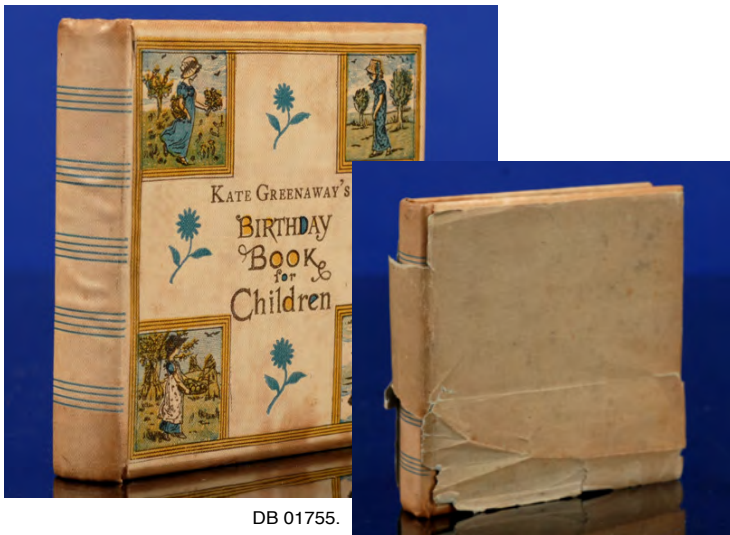 KATE GREENAWAY'S
BIRTHDAY
BOOK
for
Children
DB 01755.